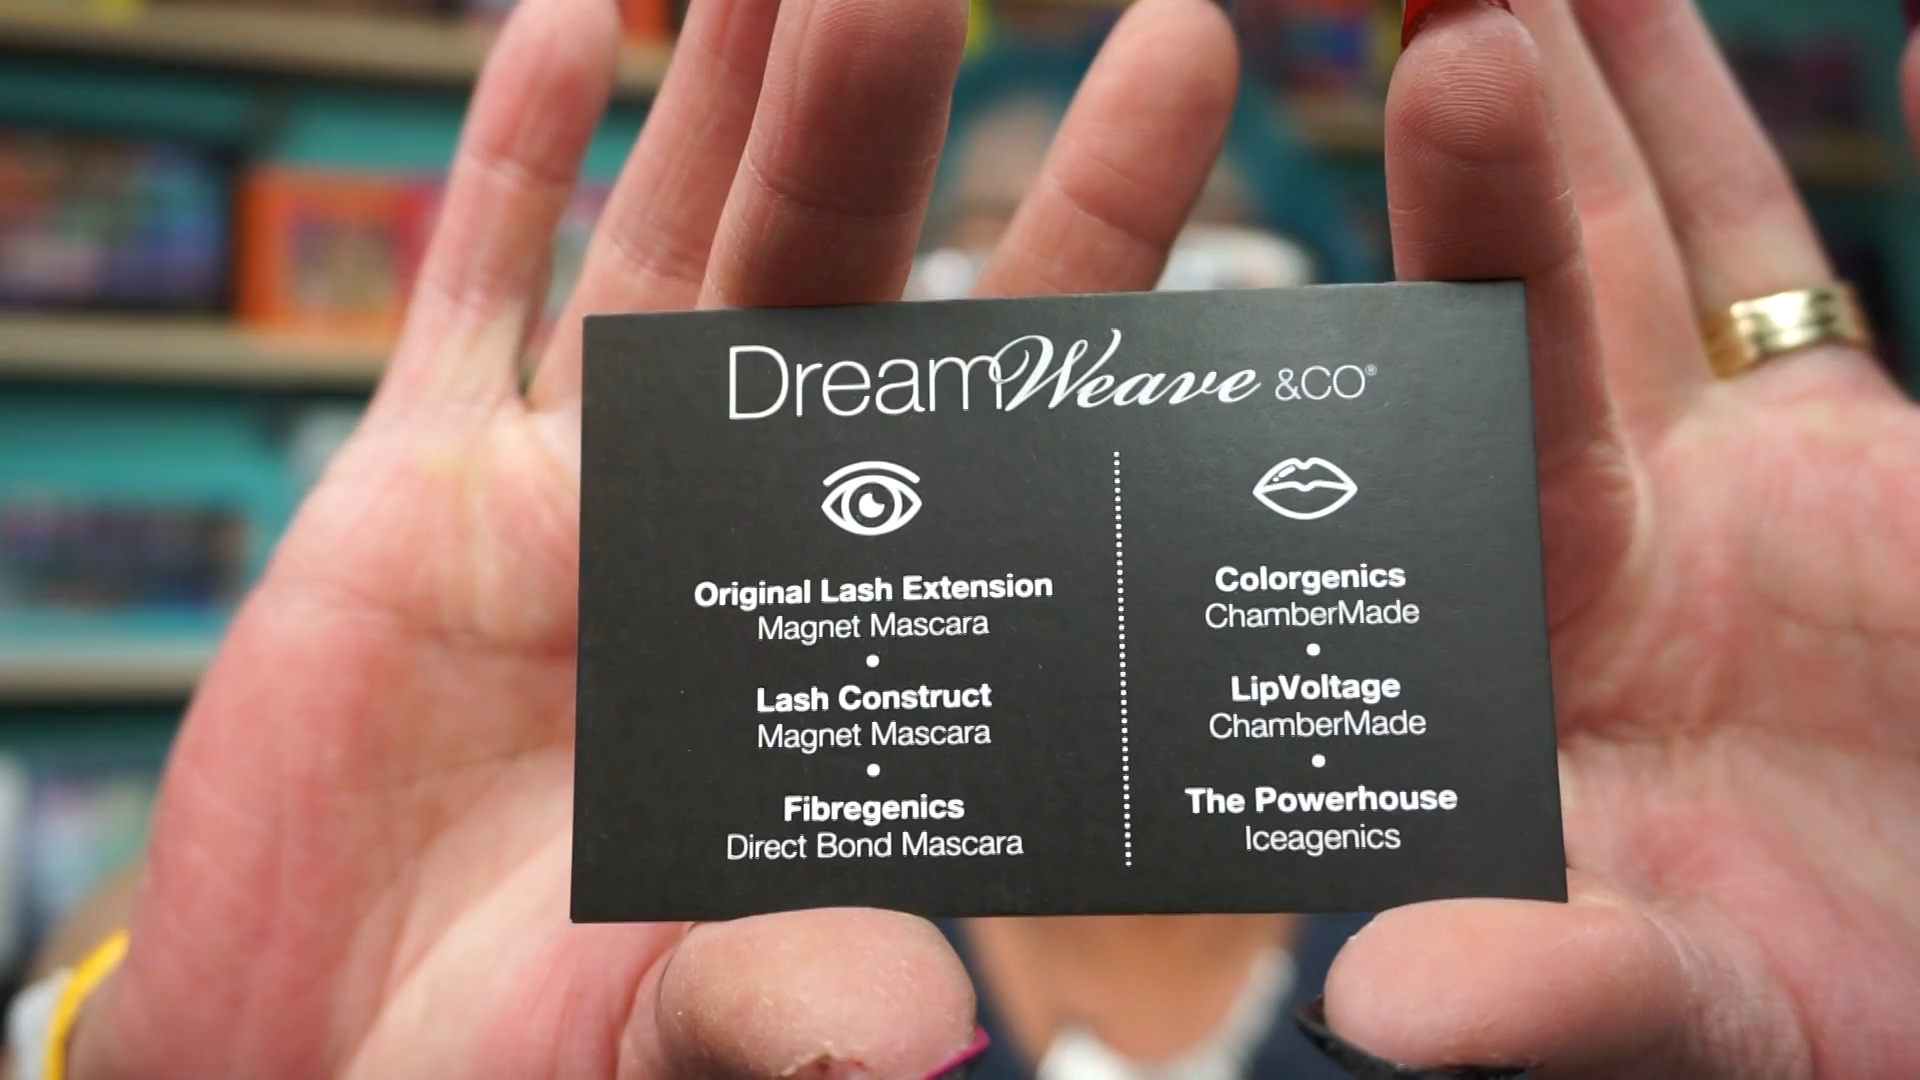 DreamWeave &CO®
Original Lash Extension
Magnet Mascara
Lash Construct
Magnet Mascara
Fibregenics
Direct Bond Mascara
Colorgenics
ChamberMade
LipVoltage
ChamberMade
The Powerhouse
Iceagenics